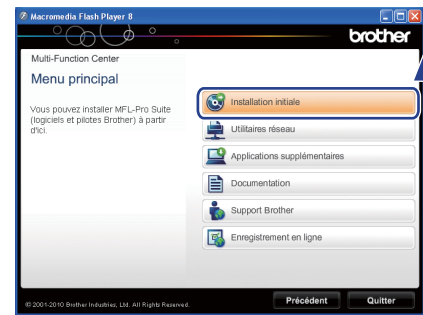 Macromedia Flash Player 8
brother
Multi-Function Center
Menu principal
Vous pouvez installer MFL-Pro Suite
(logiciels et pilotes Brother) à partir
d'ici.
Installation initiale
Utilitaires réseau
Applications supplémentaires
Documentation
Support Brother
Enregistrement en ligne
© 2001-2010 Brother Industries, Ltd. All Rights Reserved.
Précédent
Quitter